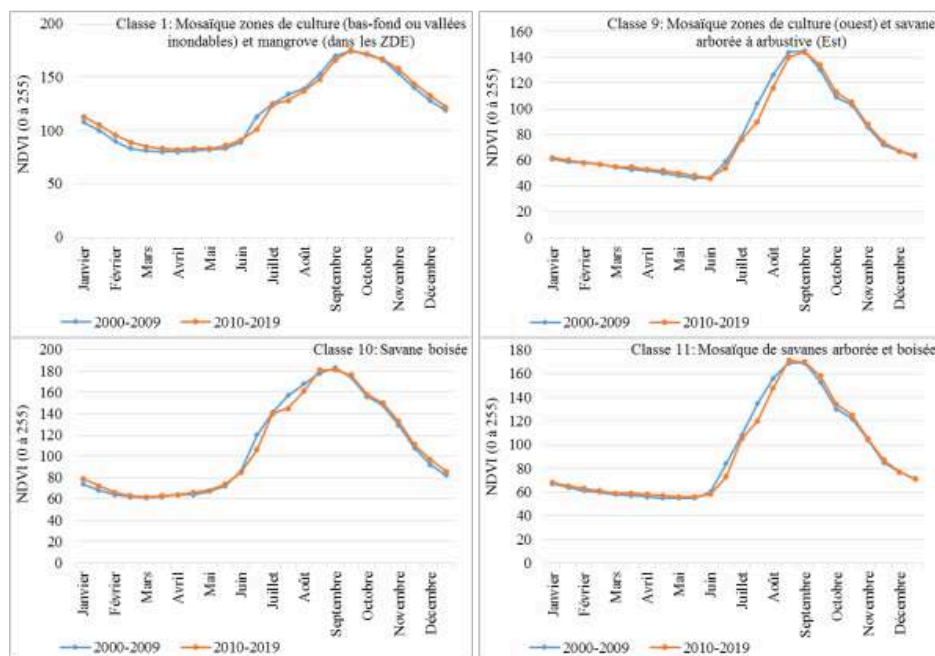 Classe 1: Mosaïque zones de culture (bas-fond ou vallées
inondables) et mangrove (dans les ZDE)
NDVI (0 à 255)
200
150
100
50
0
Janvier
Février
Mars
Avril
Mai
Juin
Juillet
Août
Septembre
Octobre
Novembre
Décembre
2000-2009
2010-2019
Classe 9: Mosaïque zones de culture (ouest) et savane
arborée à arbustive (Est)
NDVI (0 à 255)
160
140
120
100
80
60
40
20
0
Janvier
Février
Mars
Avril
Mai
Juin
Juillet
Août
Septembre
Octobre
Novembre
Décembre
2000-2009
2010-2019
Classe 10: Savane boisée
NDVI (0 à 255)
200
180
160
140
120
100
80
60
40
20
0
Janvier
Février
Mars
Avril
Mai
Juin
Juillet
Août
Septembre
Octobre
Novembre
Décembre
2000-2009
2010-2019
Classe 11: Mosaïque de savanes arborée et boisée
NDVI (0 à 255)
180
160
140
120
100
80
60
40
20
0
Janvier
Février
Mars
Avril
Mai
Juin
Juillet
Août
Septembre
Octobre
Novembre
Décembre
2000-2009
2010-2019